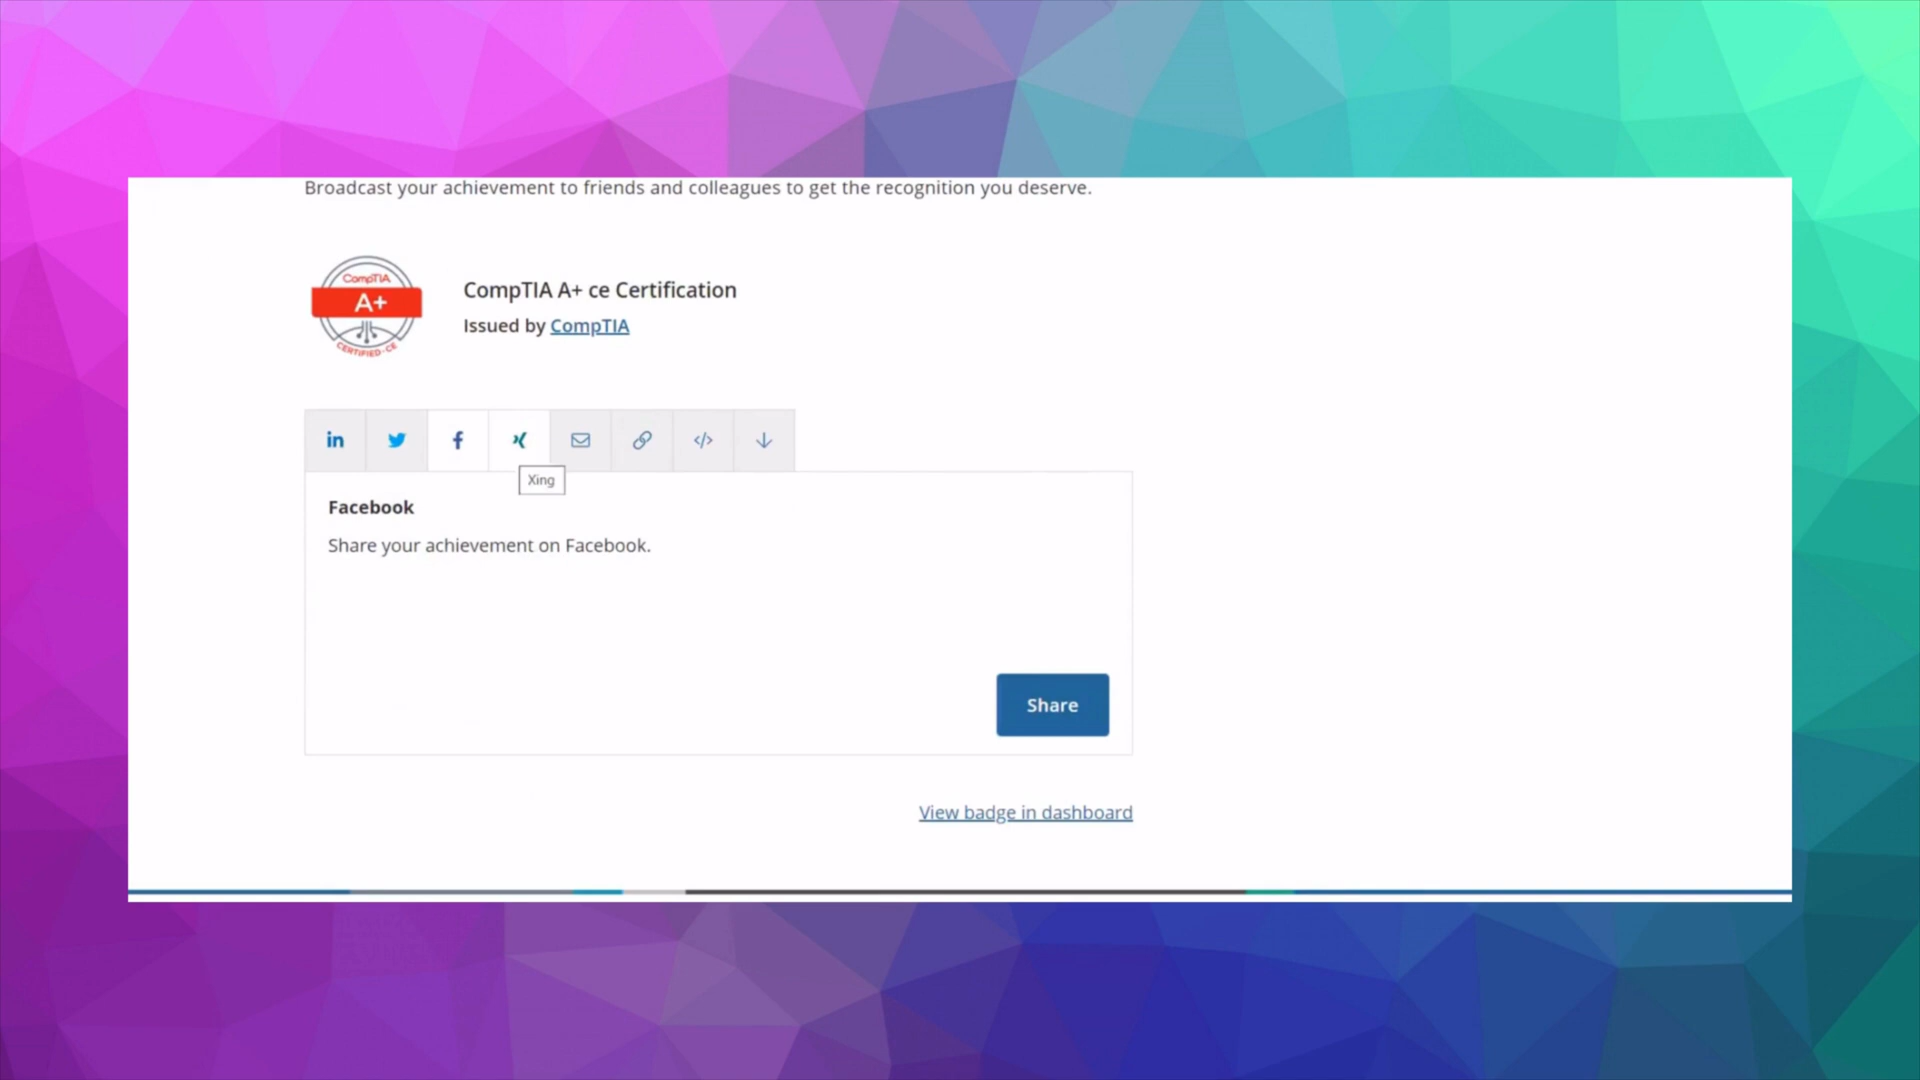 Broadcast your achievement to friends and colleagues to get the recognition you deserve.
CompTIA
A+
CERTIFIED-CE
CompTIA A+ ce Certification
Issued by CompTIA
Xing
Facebook
Share your achievement on Facebook.
Share
View badge in dashboard